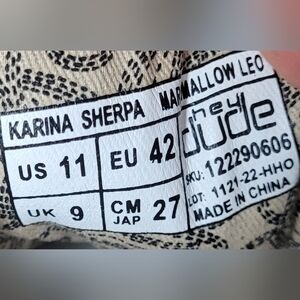 KARINA SHERPA MARSHMALLOW LEO
US 11 EU 42
UK 9 CM JAP 27
hey dude
SKU: 122290606
LOT: 1121-22-HHO
MADE IN CHINA